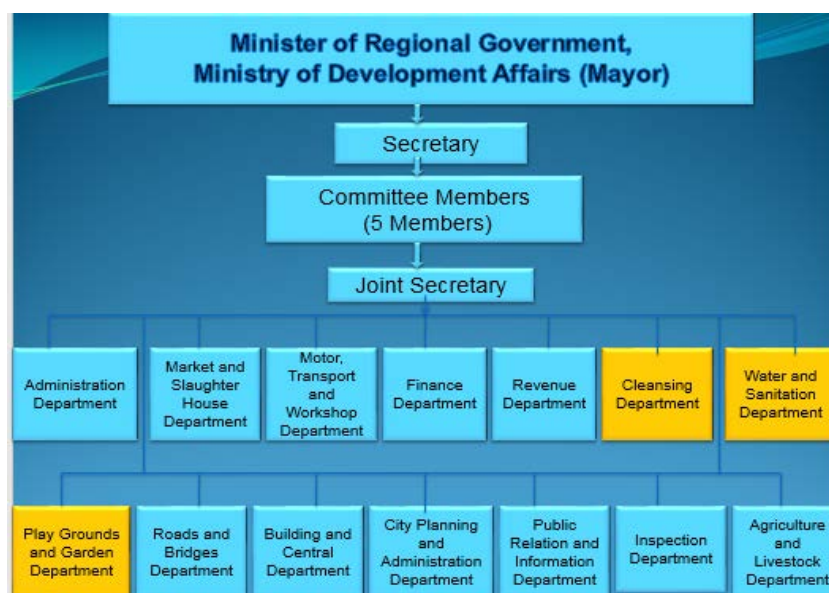 Minister of Regional Government,
Ministry of Development Affairs (Mayor)
Secretary
Committee Members
(5 Members)
Joint Secretary
Administration
Department
Market and
Slaughter
House
Department
Motor,
Transport
and
Workshop
Department
Finance
Department
Revenue
Department
Cleansing
Department
Water and
Sanitation
Department
Play Grounds
and Garden
Department
Roads and
Bridges
Department
Building and
Central
Department
City Planning
and
Administration
Department
Public
Relation and
Information
Department
Inspection
Department
Agriculture
and
Livestock
Department